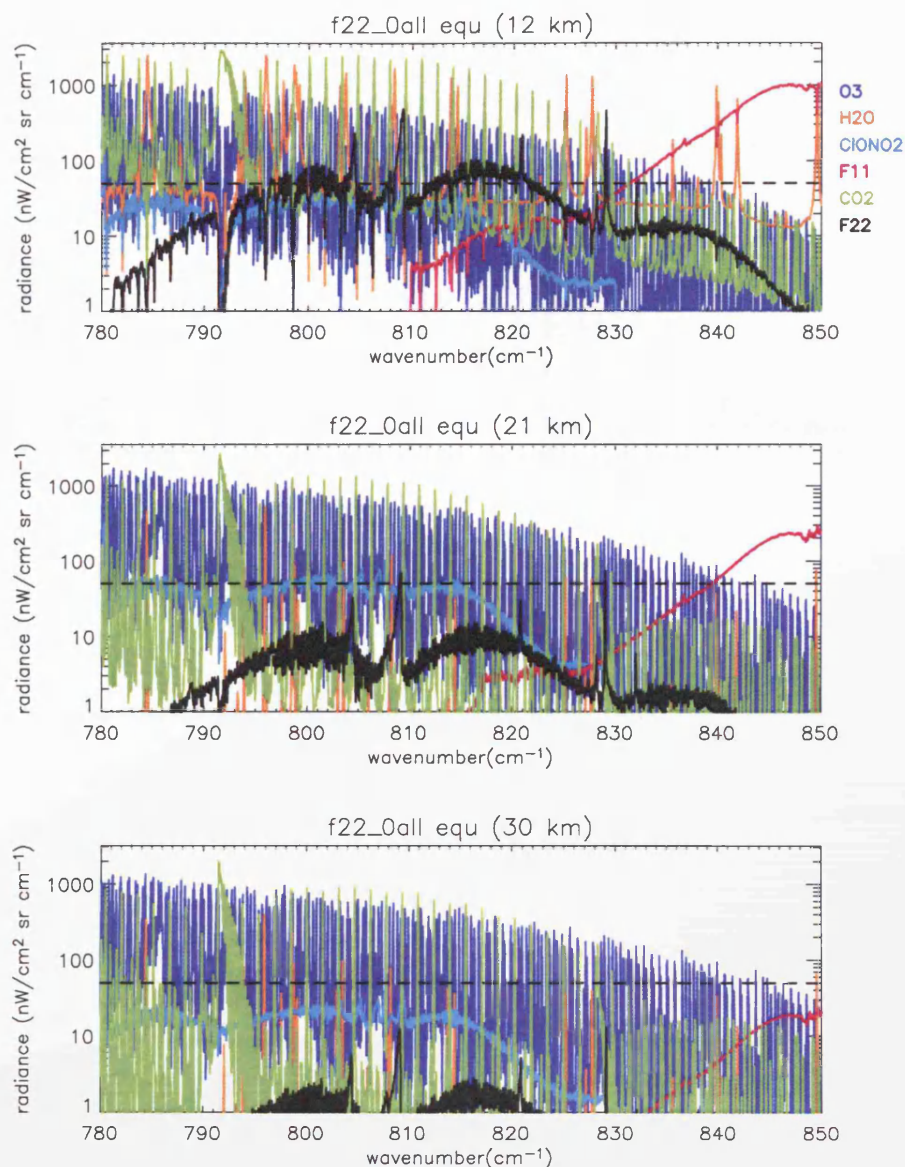 f22_0all equ (12 km)
radiance (nW/cm² sr cm⁻¹)
1000
100
10
1
780 790 800 810 820 830 840 850
wavenumber(cm⁻¹)
O3
H2O
ClONO2
F11
CO2
F22
f22_0all equ (21 km)
radiance (nW/cm² sr cm⁻¹)
1000
100
10
1
780 790 800 810 820 830 840 850
wavenumber(cm⁻¹)
f22_0all equ (30 km)
radiance (nW/cm² sr cm⁻¹)
1000
100
10
1
780 790 800 810 820 830 840 850
wavenumber(cm⁻¹)